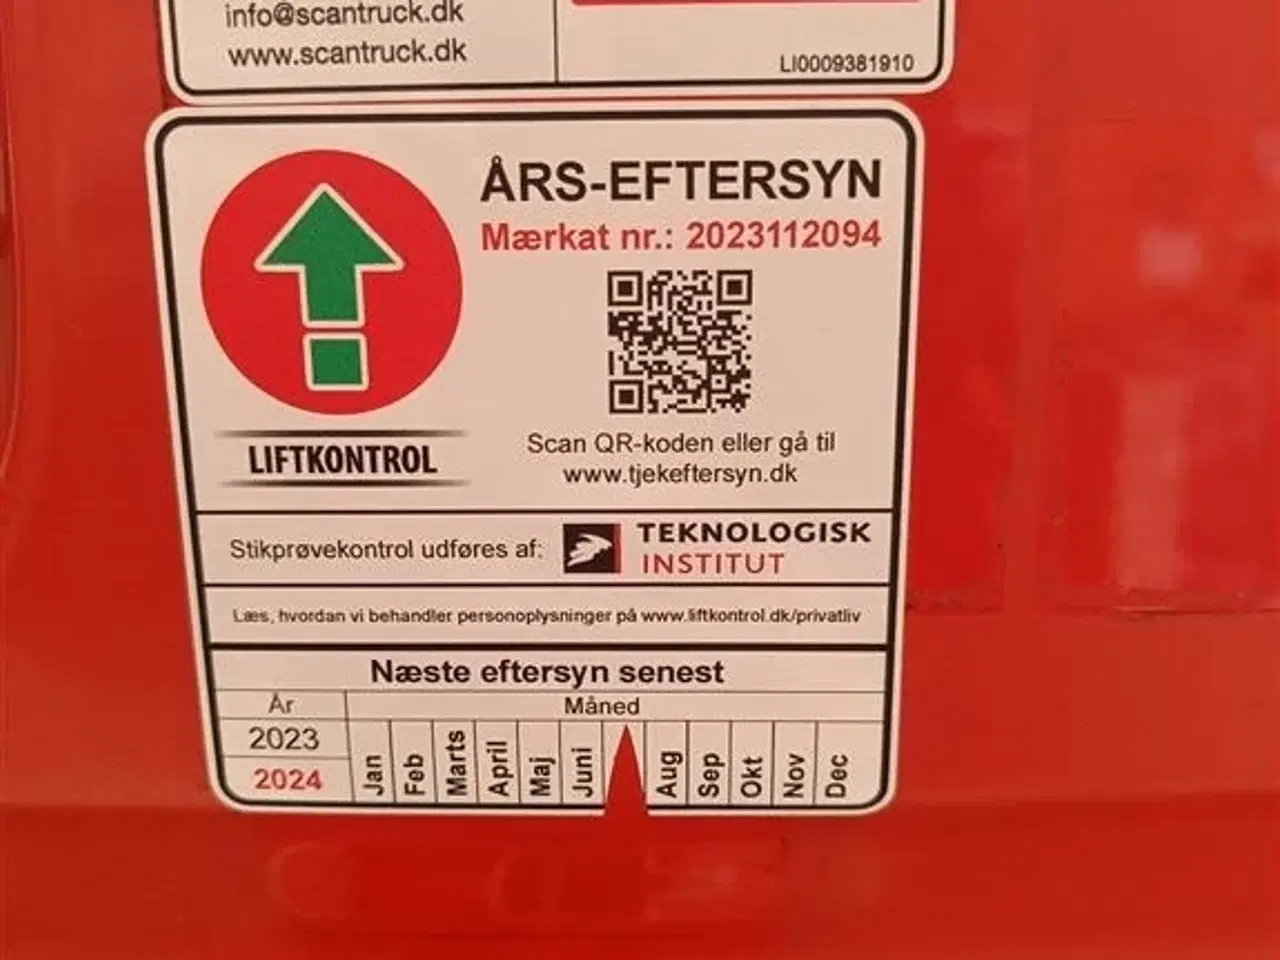 info@scantruck.dk
www.scantruck.dk
LI0009381910
ÅRS-EFTERSYN
Mærkat nr.: 2023112094
LIFTKONTROL
Scan QR-koden eller gå til
www.tjekeftersyn.dk
Stikprøvekontrol udføres af:
TEKNOLOGISK
INSTITUT
Læs, hvordan vi behandler personoplysninger på www.liftkontrol.dk/privatliv
Næste eftersyn senest
År Måned
2023
2024
Jan Feb Marts April Maj Juni Aug Sep Okt Nov Dec